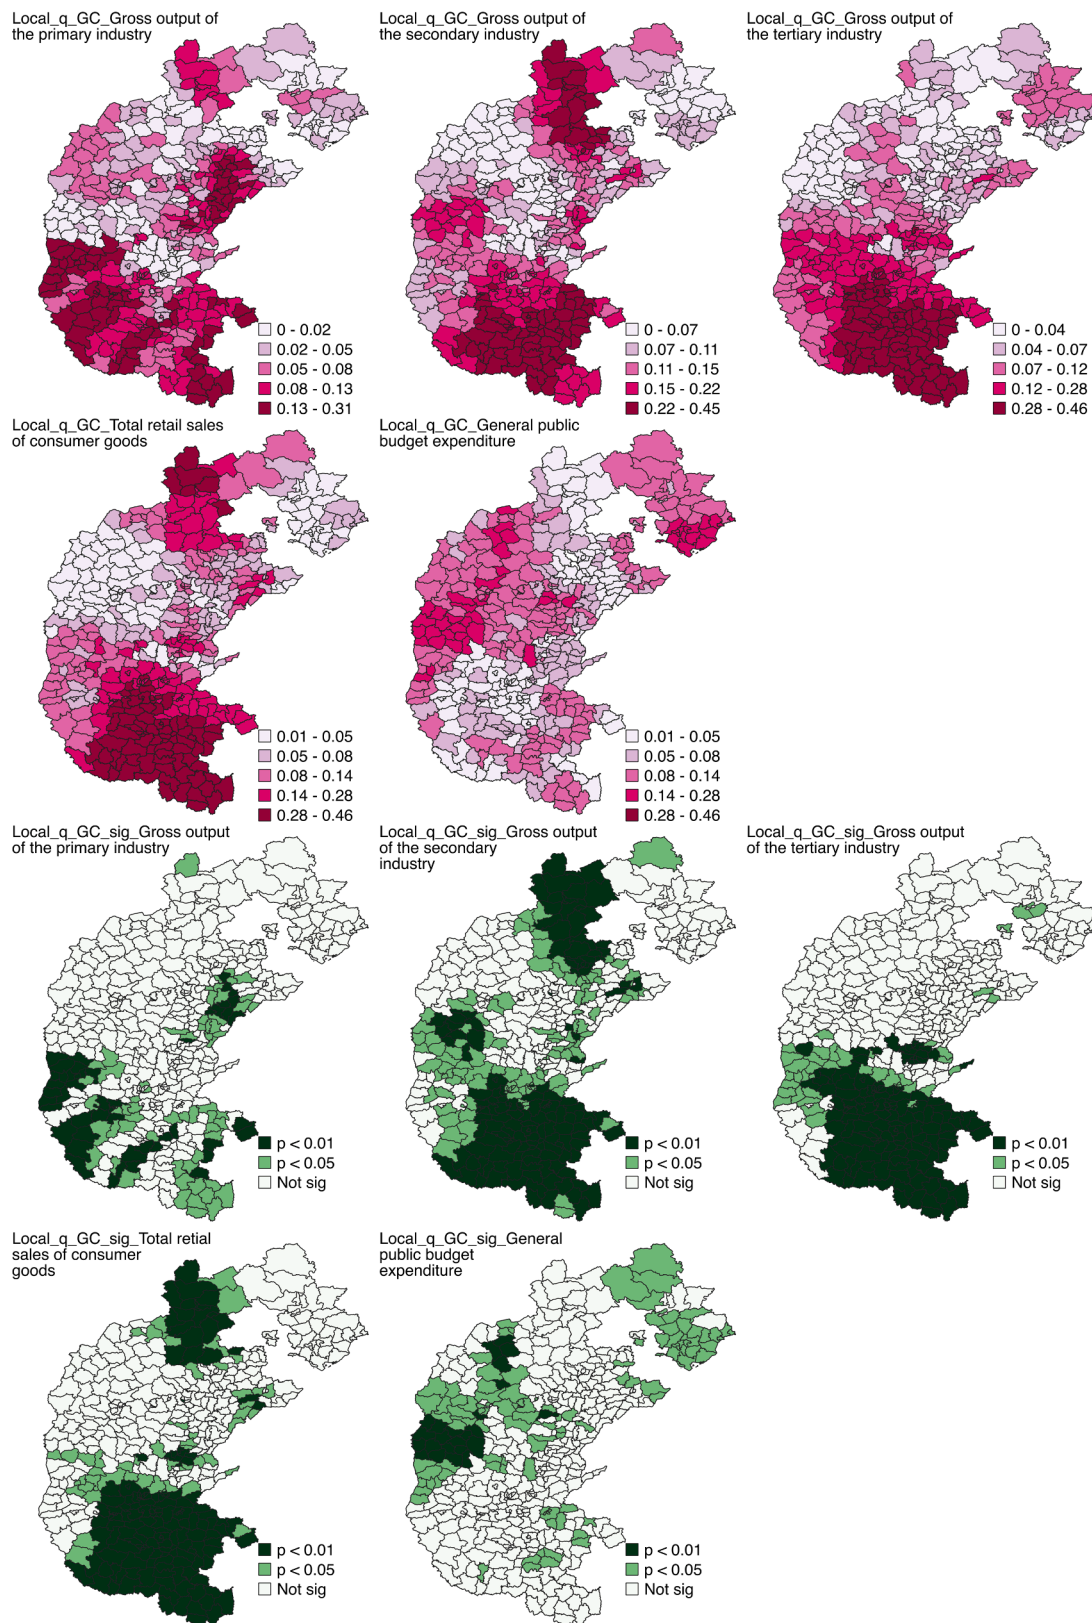 Local_q_GC_Gross output of
the primary industry
Local_q_GC_Gross output of
the secondary industry
Local_q_GC_Gross output of
the tertiary industry
0 - 0.02
0.02 - 0.05
0.05 - 0.08
0.08 - 0.13
0.13 - 0.31
0 - 0.07
0.07 - 0.11
0.11 - 0.15
0.15 - 0.22
0.22 - 0.45
0 - 0.04
0.04 - 0.07
0.07 - 0.12
0.12 - 0.28
0.28 - 0.46
Local_q_GC_Total retail sales
of consumer goods
Local_q_GC_General public
budget expenditure
0.01 - 0.05
0.05 - 0.08
0.08 - 0.14
0.14 - 0.28
0.28 - 0.46
0.01 - 0.05
0.05 - 0.08
0.08 - 0.14
0.14 - 0.28
0.28 - 0.46
Local_q_GC_sig_Gross output
of the primary industry
Local_q_GC_sig_Gross output
of the secondary
industry
Local_q_GC_sig_Gross output
of the tertiary industry
p < 0.01
p < 0.05
Not sig
p < 0.01
p < 0.05
Not sig
p < 0.01
p < 0.05
Not sig
Local_q_GC_sig_Total retial
sales of consumer
goods
Local_q_GC_sig_General
public budget
expenditure
p < 0.01
p < 0.05
Not sig
p < 0.01
p < 0.05
Not sig